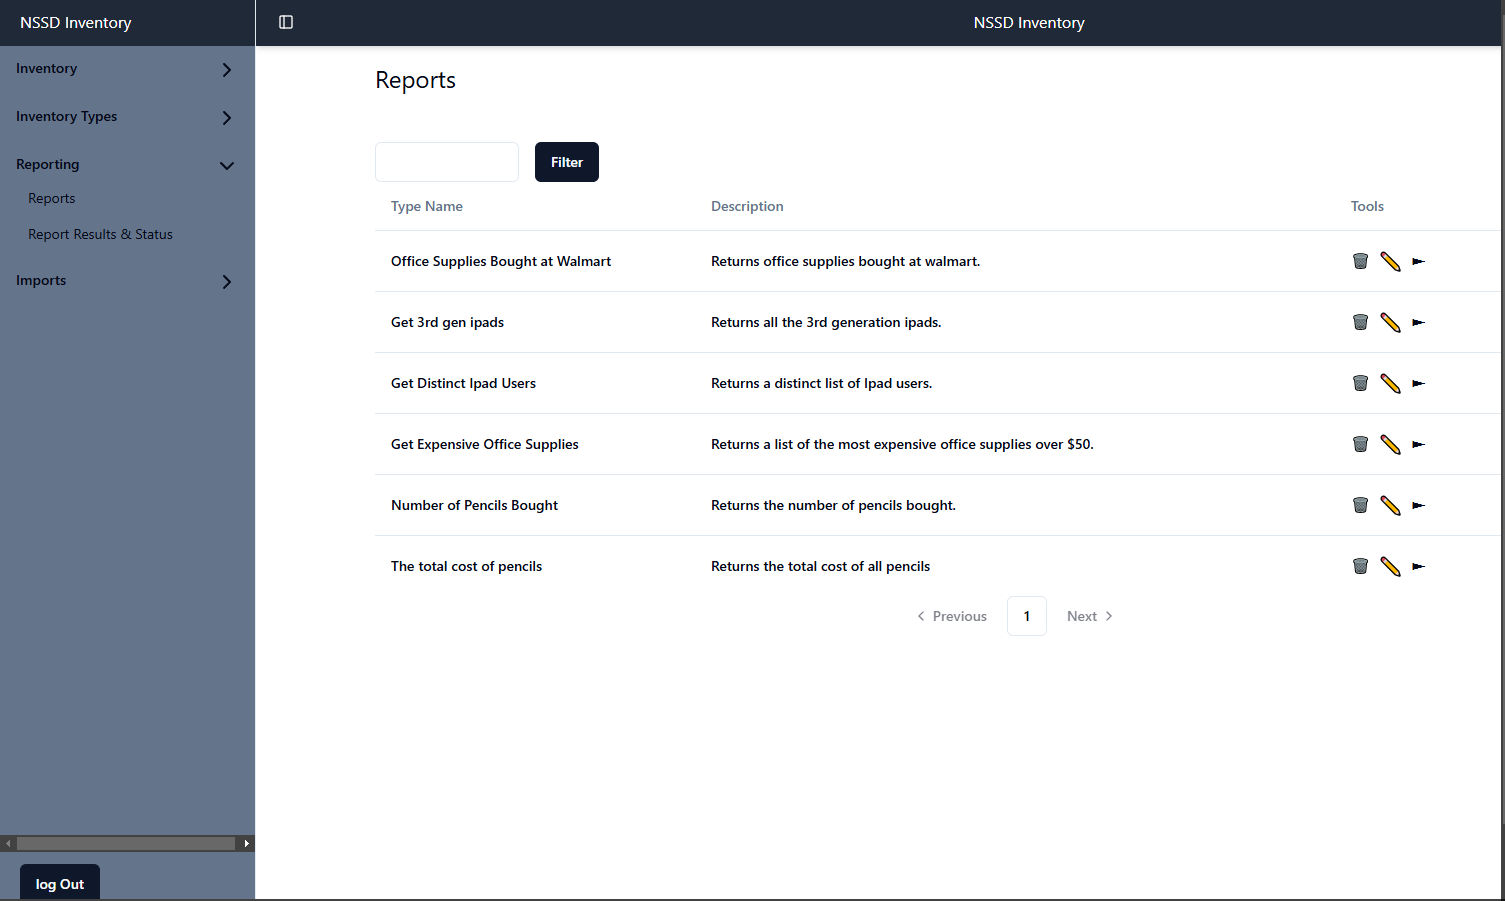 NSSD Inventory
NSSD Inventory
Inventory
Inventory Types
Reporting
Reports
Report Results & Status
Imports
log Out
Reports
Filter
Type Name Description Tools
Office Supplies Bought at Walmart Returns office supplies bought at walmart.
Get 3rd gen ipads Returns all the 3rd generation ipads.
Get Distinct Ipad Users Returns a distinct list of Ipad users.
Get Expensive Office Supplies Returns a list of the most expensive office supplies over $50.
Number of Pencils Bought Returns the number of pencils bought.
The total cost of pencils Returns the total cost of all pencils
Previous 1 Next